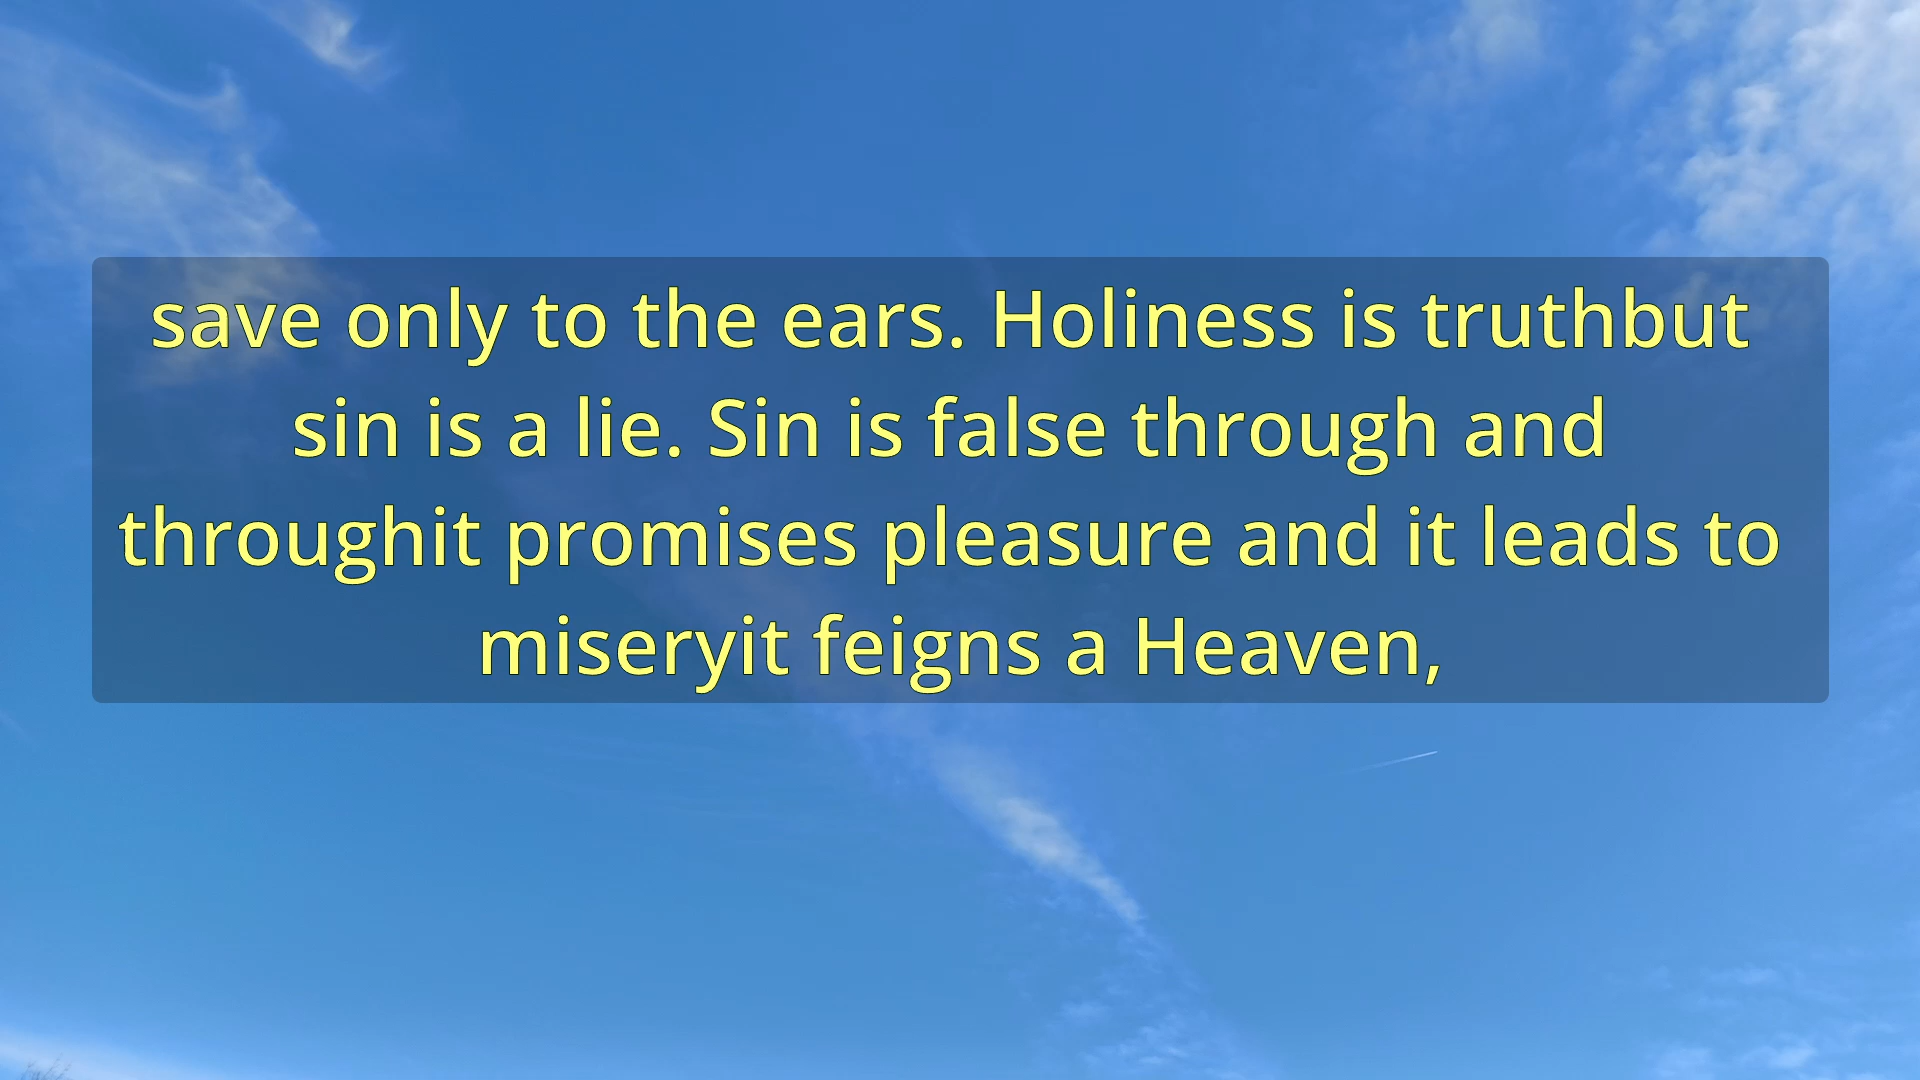 save only to the ears. Holiness is truthbut
sin is a lie. Sin is false through and
throughit promises pleasure and it leads to
miseryit feigns a Heaven,